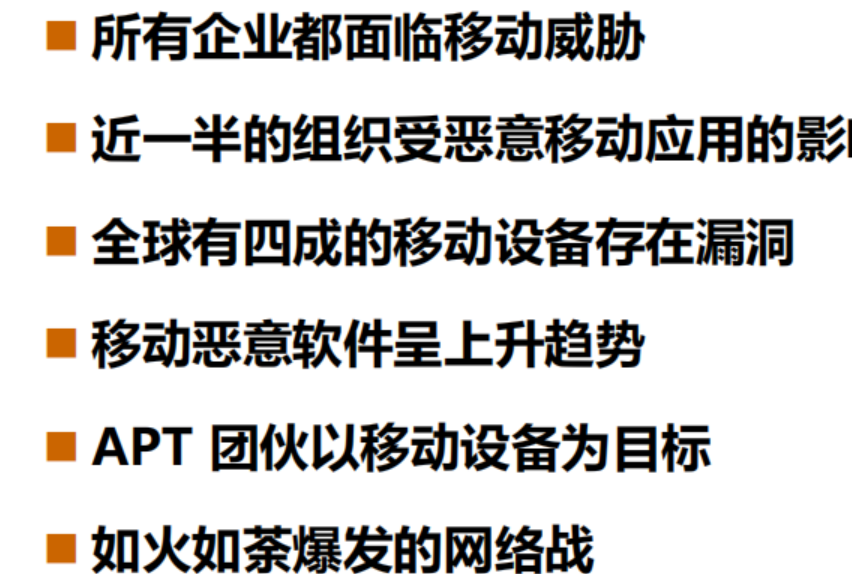 所有企业都面临移动威胁
近一半的组织受恶意移动应用的影
全球有四成的移动设备存在漏洞
移动恶意软件呈上升趋势
APT 团伙以移动设备为目标
如火如荼爆发的网络战